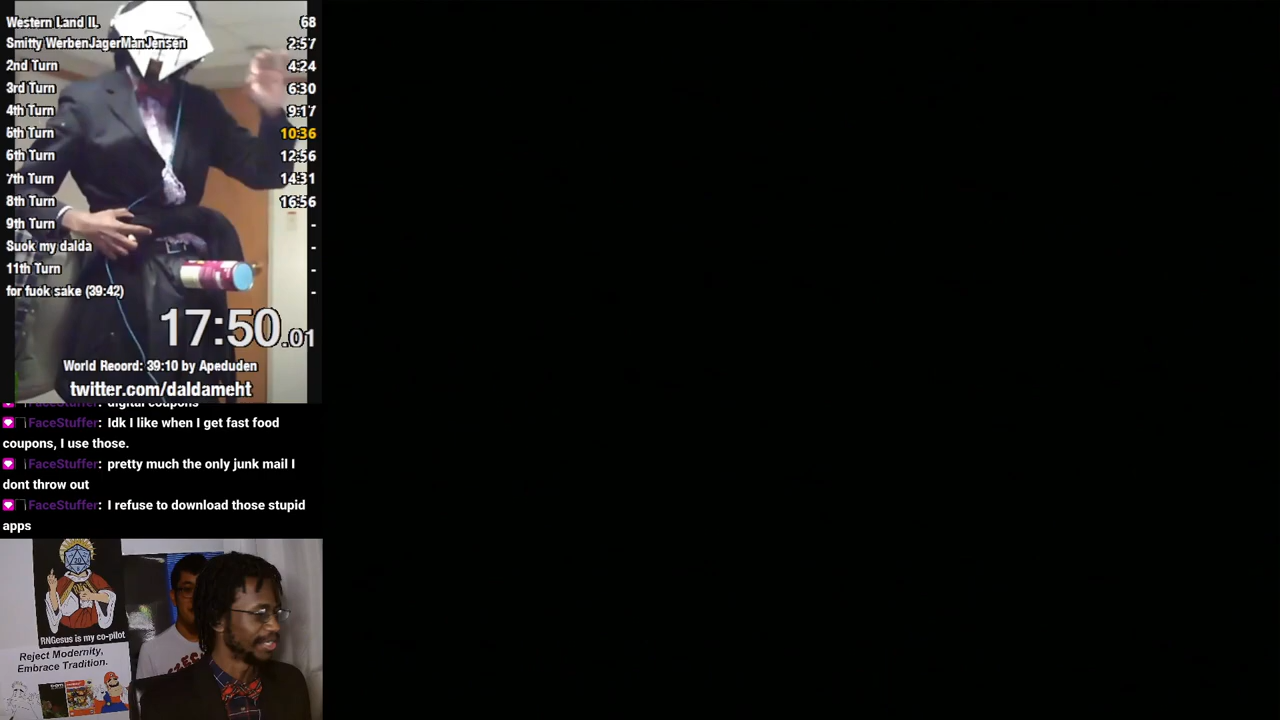 Western Land II. 68
Smitty WerbenJagerManJensen 2:57
2nd Turn 4:24
3rd Turn 6:30
4th Turn 9:17
5th Turn 10:36
6th Turn 12:56
7th Turn 14:31
8th Turn 16:56
9th Turn -
Suck my dalda -
11th Turn -
for fuck sake (39:42) -
17:50.01
World Record: 39:10 by Apeduden
twitter.com/daldameht
digital coupons
FaceStuffer: Idk I like when I get fast food
coupons, I use those.
FaceStuffer: pretty much the only junk mail I
dont throw out
FaceStuffer: I refuse to download those stupid
apps
RNGesus is my co-pilot
Reject Modernity,
Embrace Tradition.